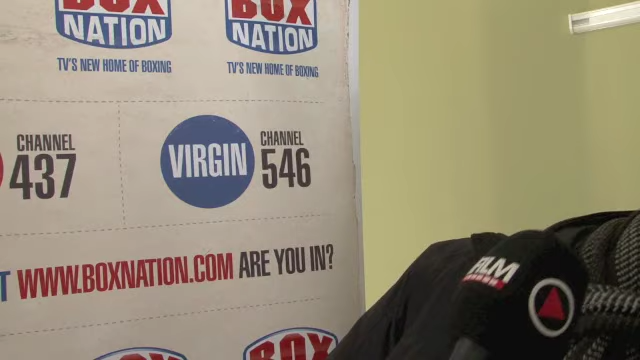 BOX NATION
BOX NATION
TV'S NEW HOME OF BOXING
TV'S NEW HOME OF BOXING
CHANNEL 437
VIRGIN
CHANNEL 546
WWW.BOXNATION.COM ARE YOU IN?
BOX
FILM